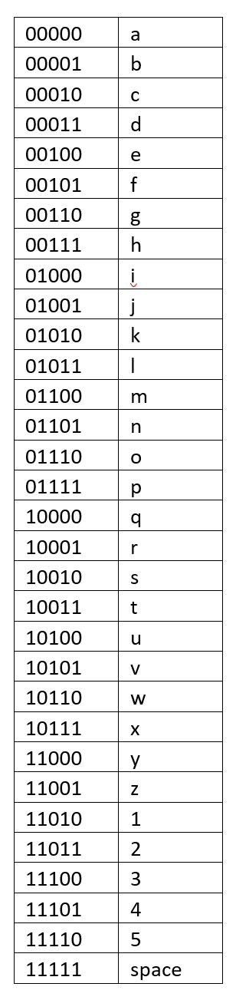 00000 a
00001 b
00010 c
00011 d
00100 e
00101 f
00110 g
00111 h
01000 i
01001 j
01010 k
01011 l
01100 m
01101 n
01110 o
01111 p
10000 q
10001 r
10010 s
10011 t
10100 u
10101 v
10110 w
10111 x
11000 y
11001 z
11010 1
11011 2
11100 3
11101 4
11110 5
11111 space